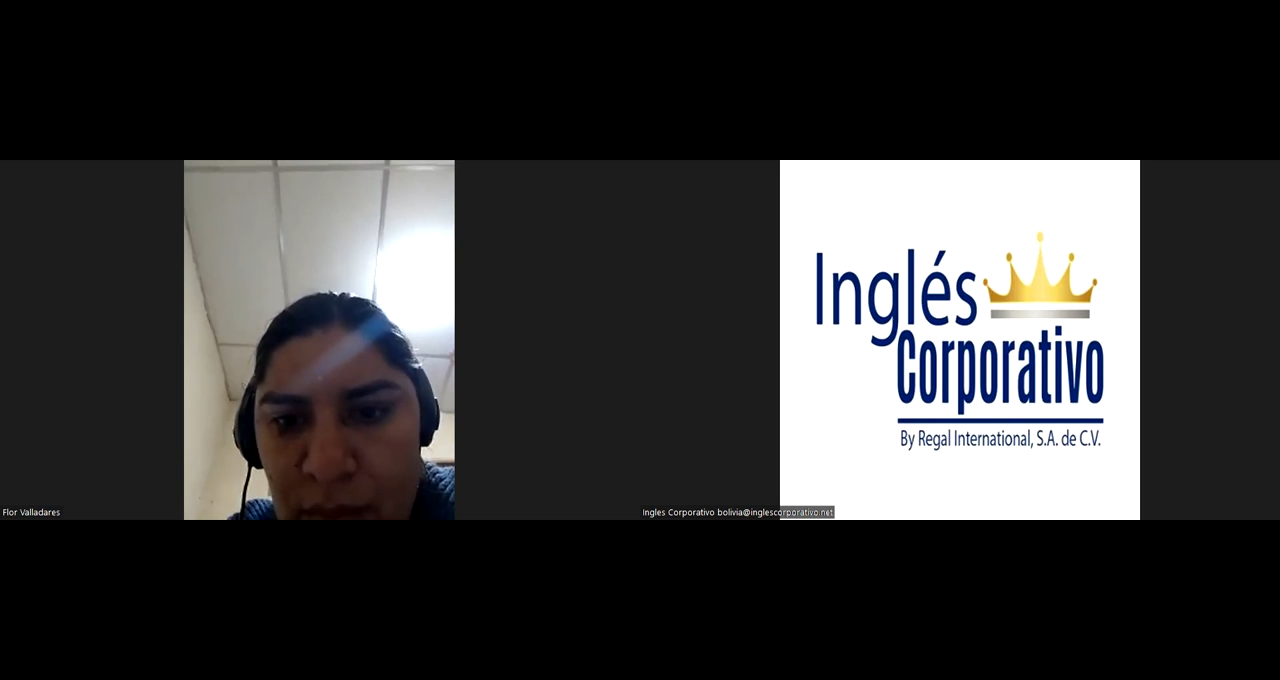 Inglés
Corporativo
By Regal International, S.A. de C.V.
Flor Valladares
Ingles Corporativo bolivia@inglescorporativo.net